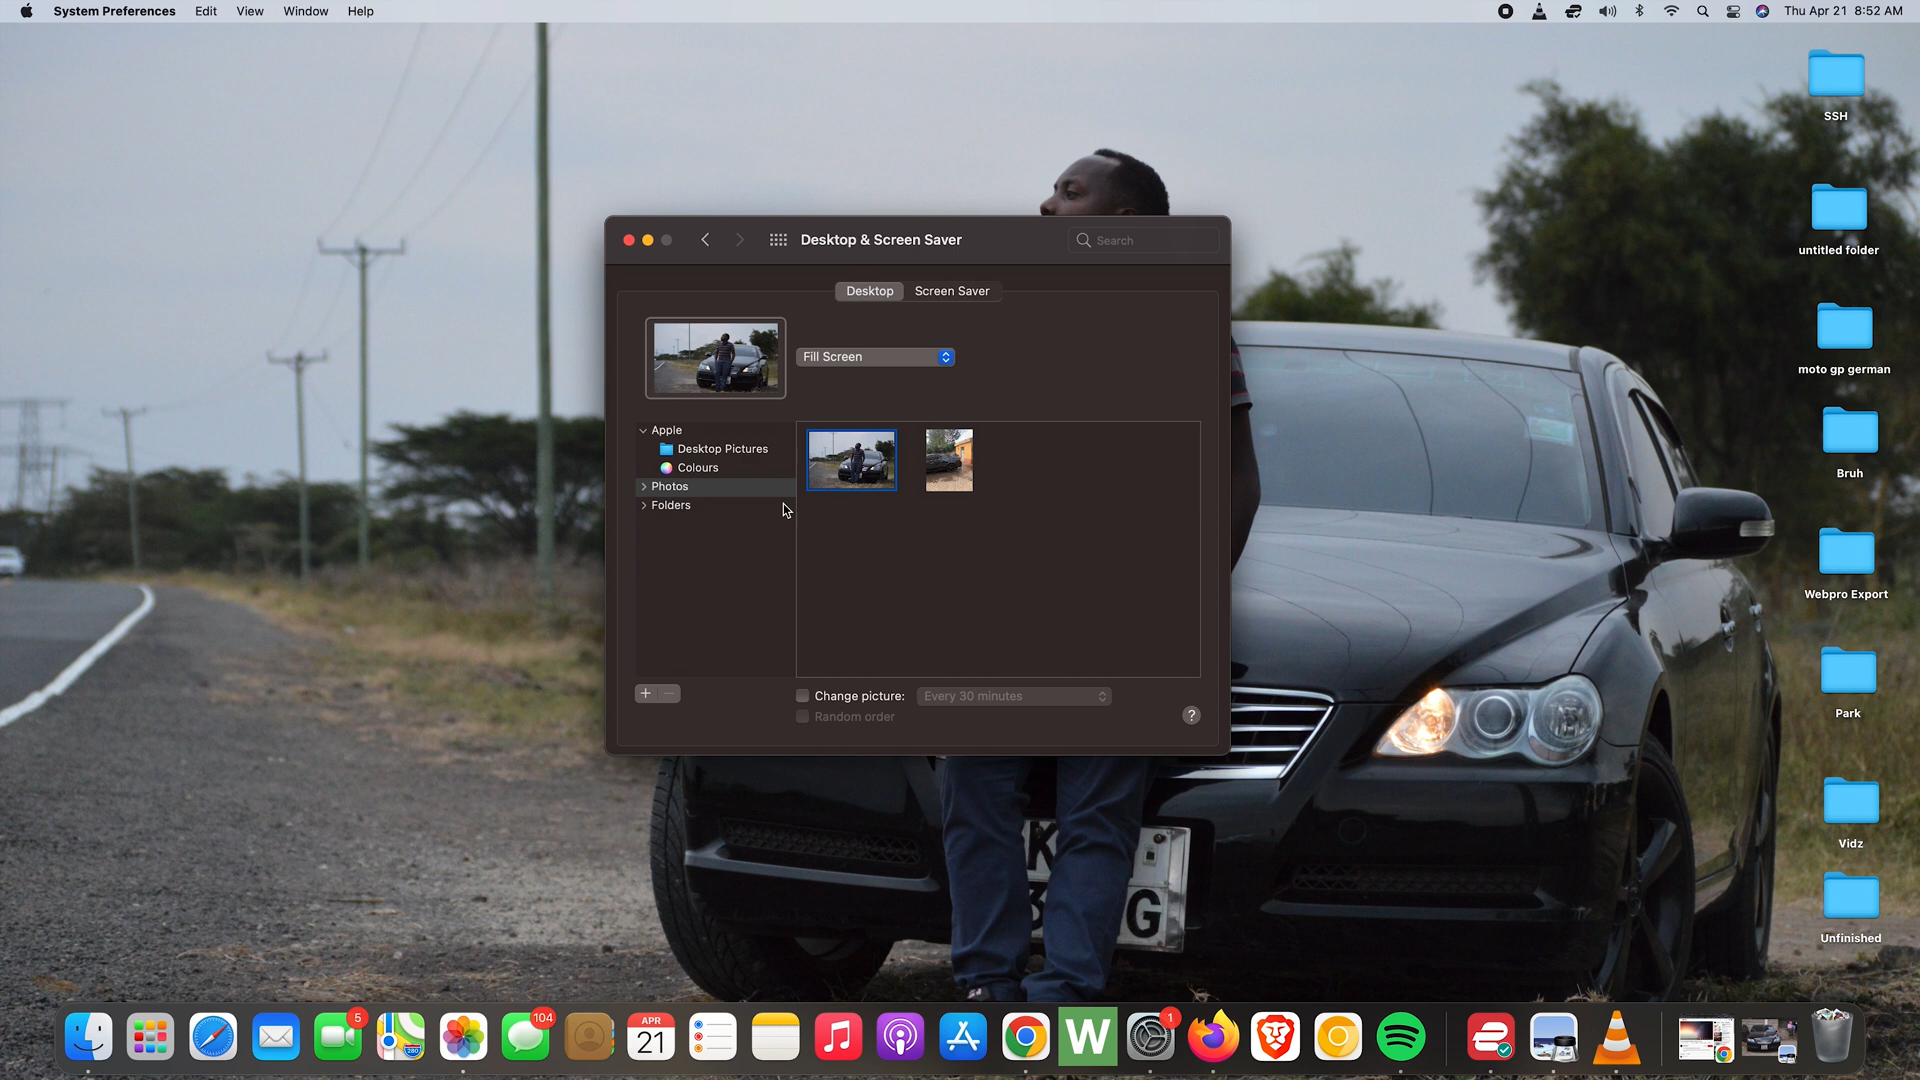 System Preferences Edit View Window Help
Thu Apr 21 8:52 AM
SSH
untitled folder
moto gp german
Bruh
Webpro Export
Park
Vidz
Unfinished
Desktop & Screen Saver
Search
Desktop Screen Saver
Fill Screen
Apple
Desktop Pictures
Colours
Photos
Folders
+ −
Change picture: Every 30 minutes
Random order
?
K
G
5
280
104
APR
21
W
1